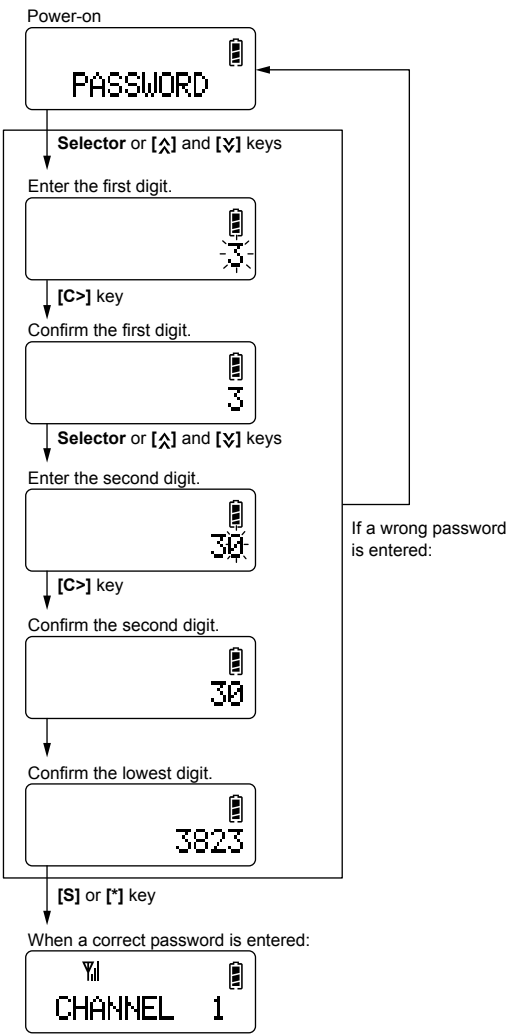 Power-on
PASSWORD
Selector or [︽] and [︾] keys
Enter the first digit.
3
[C>] key
Confirm the first digit.
3
Selector or [︽] and [︾] keys
Enter the second digit.
30
If a wrong password
is entered:
[C>] key
Confirm the second digit.
30
Confirm the lowest digit.
3823
[S] or [*] key
When a correct password is entered:
CHANNEL 1